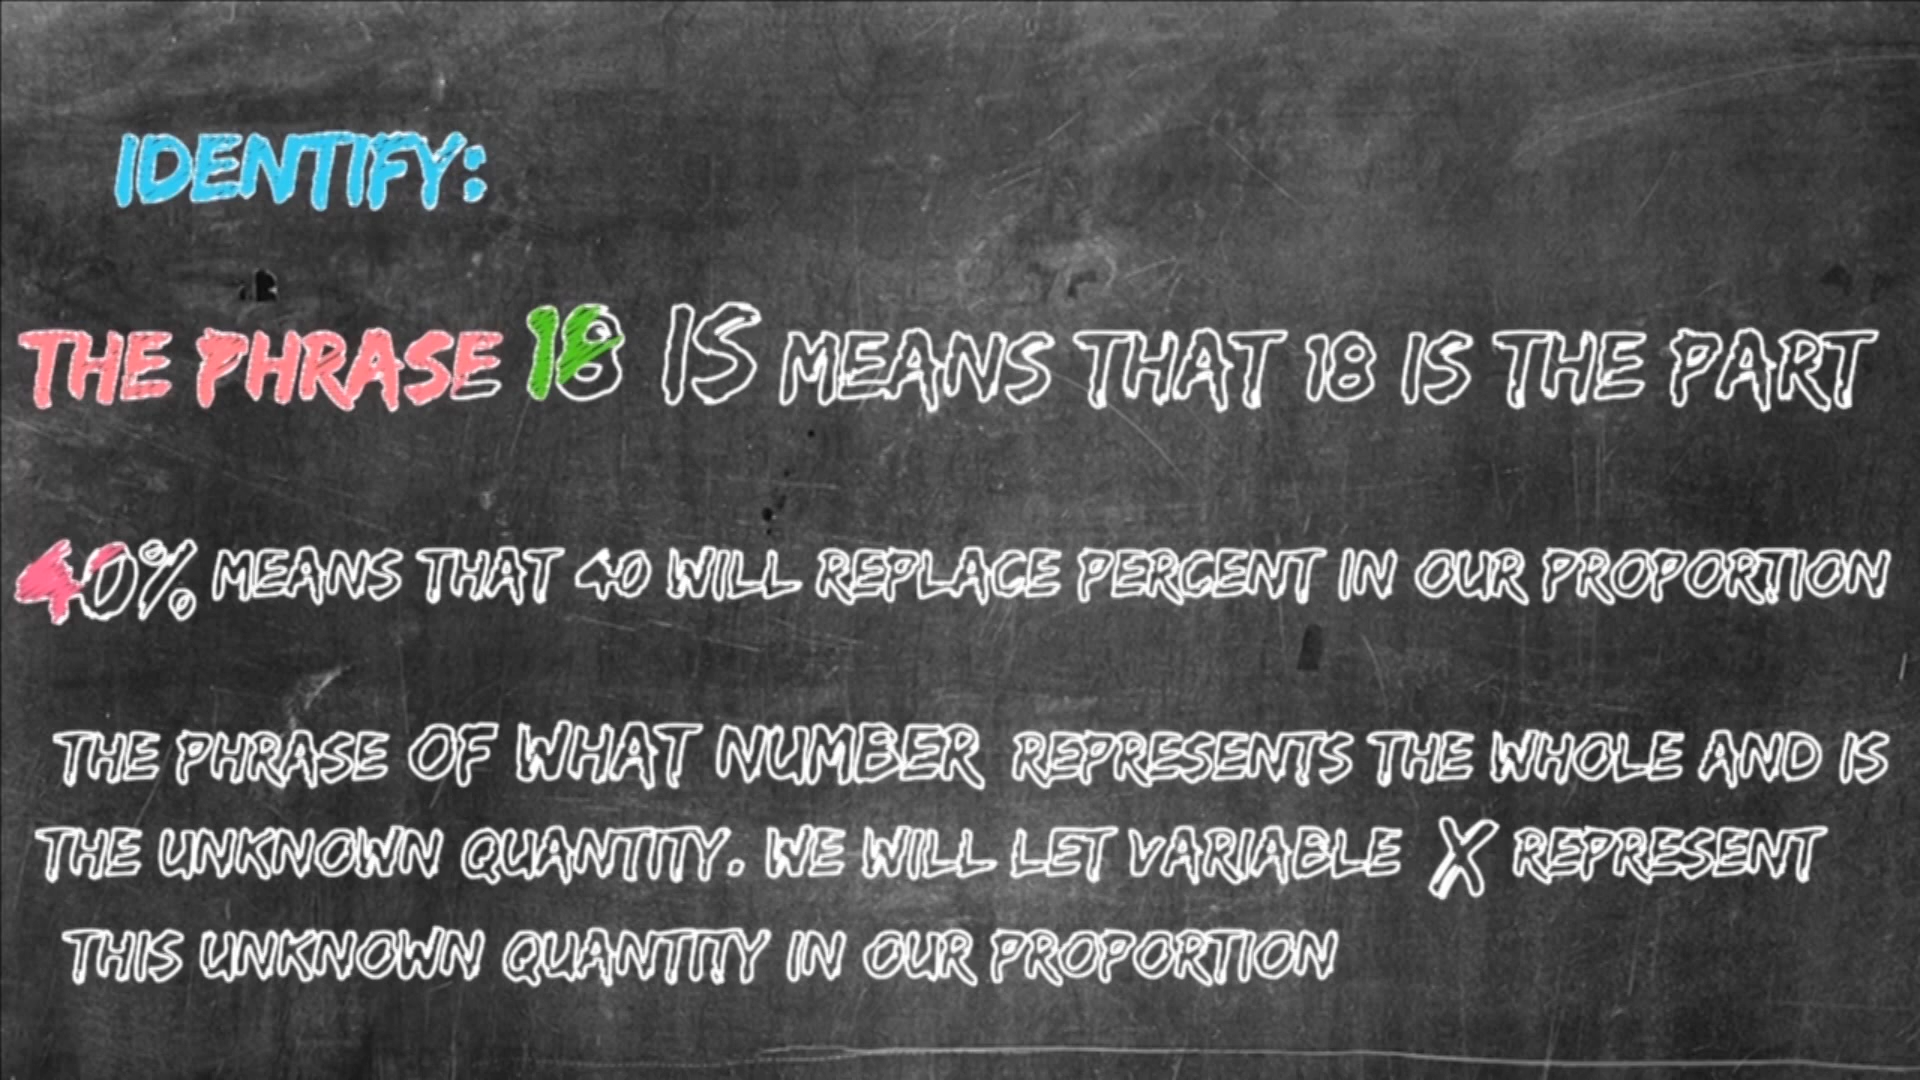 IDENTIFY:
THE PHRASE 18 IS MEANS THAT 18 IS THE PART
40% MEANS THAT 40 WILL REPLACE PERCENT IN OUR PROPORTION
THE PHRASE OF WHAT NUMBER REPRESENTS THE WHOLE AND IS
THE UNKNOWN QUANTITY. WE WILL LET VARIABLE X REPRESENT
THIS UNKNOWN QUANTITY IN OUR PROPORTION